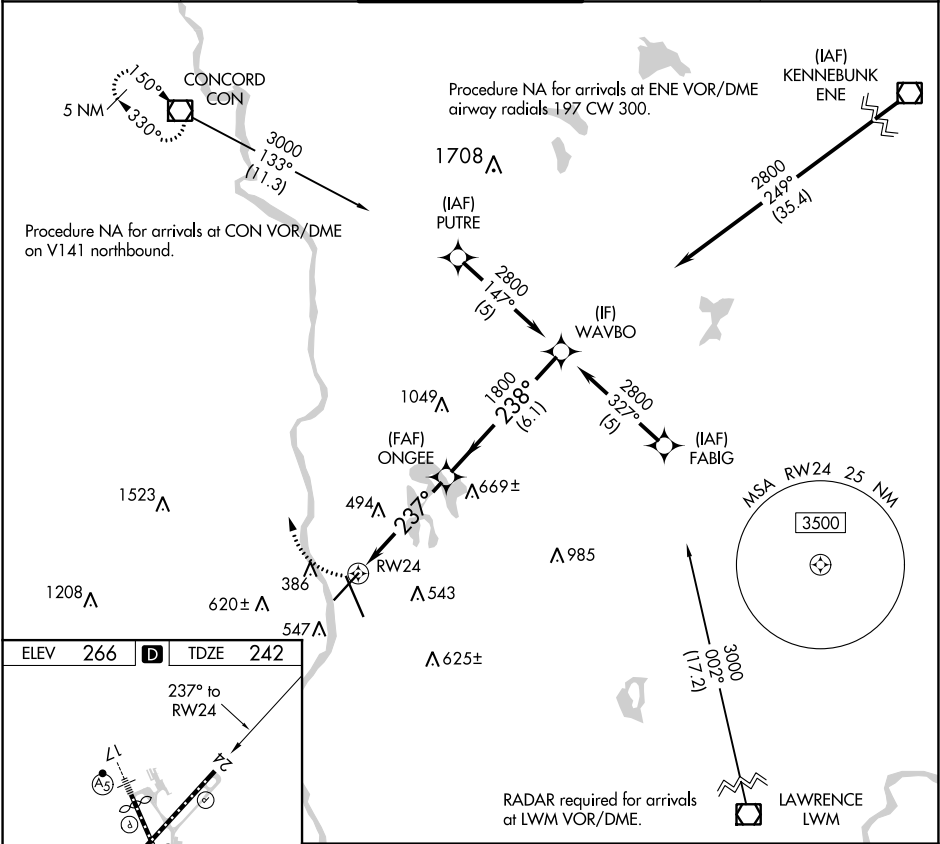 150°
CONCORD
CON
5 NM
330°
3000
133°
(11.3)
Procedure NA for arrivals at CON VOR/DME
on V141 northbound.
Procedure NA for arrivals at ENE VOR/DME
airway radials 197 CW 300.
(IAF)
KENNEBUNK
ENE
2800
249°
(35.4)
1708
(IAF)
PUTRE
2800
147°
(5)
(IF)
WAVBO
1800
238°
(6.1)
2800
327°
(5)
(IAF)
FABIG
1049
(FAF)
ONGEE
669±
1523
494
237°
RW24
386
985
1208
620±
543
547
625±
MSA RW24 25 NM
3500
3000
002°
(17.2)
RADAR required for arrivals
at LWM VOR/DME.
LAWRENCE
LWM
ELEV 266 D TDZE 242
237° to
RW24
17
24
A5
P
P